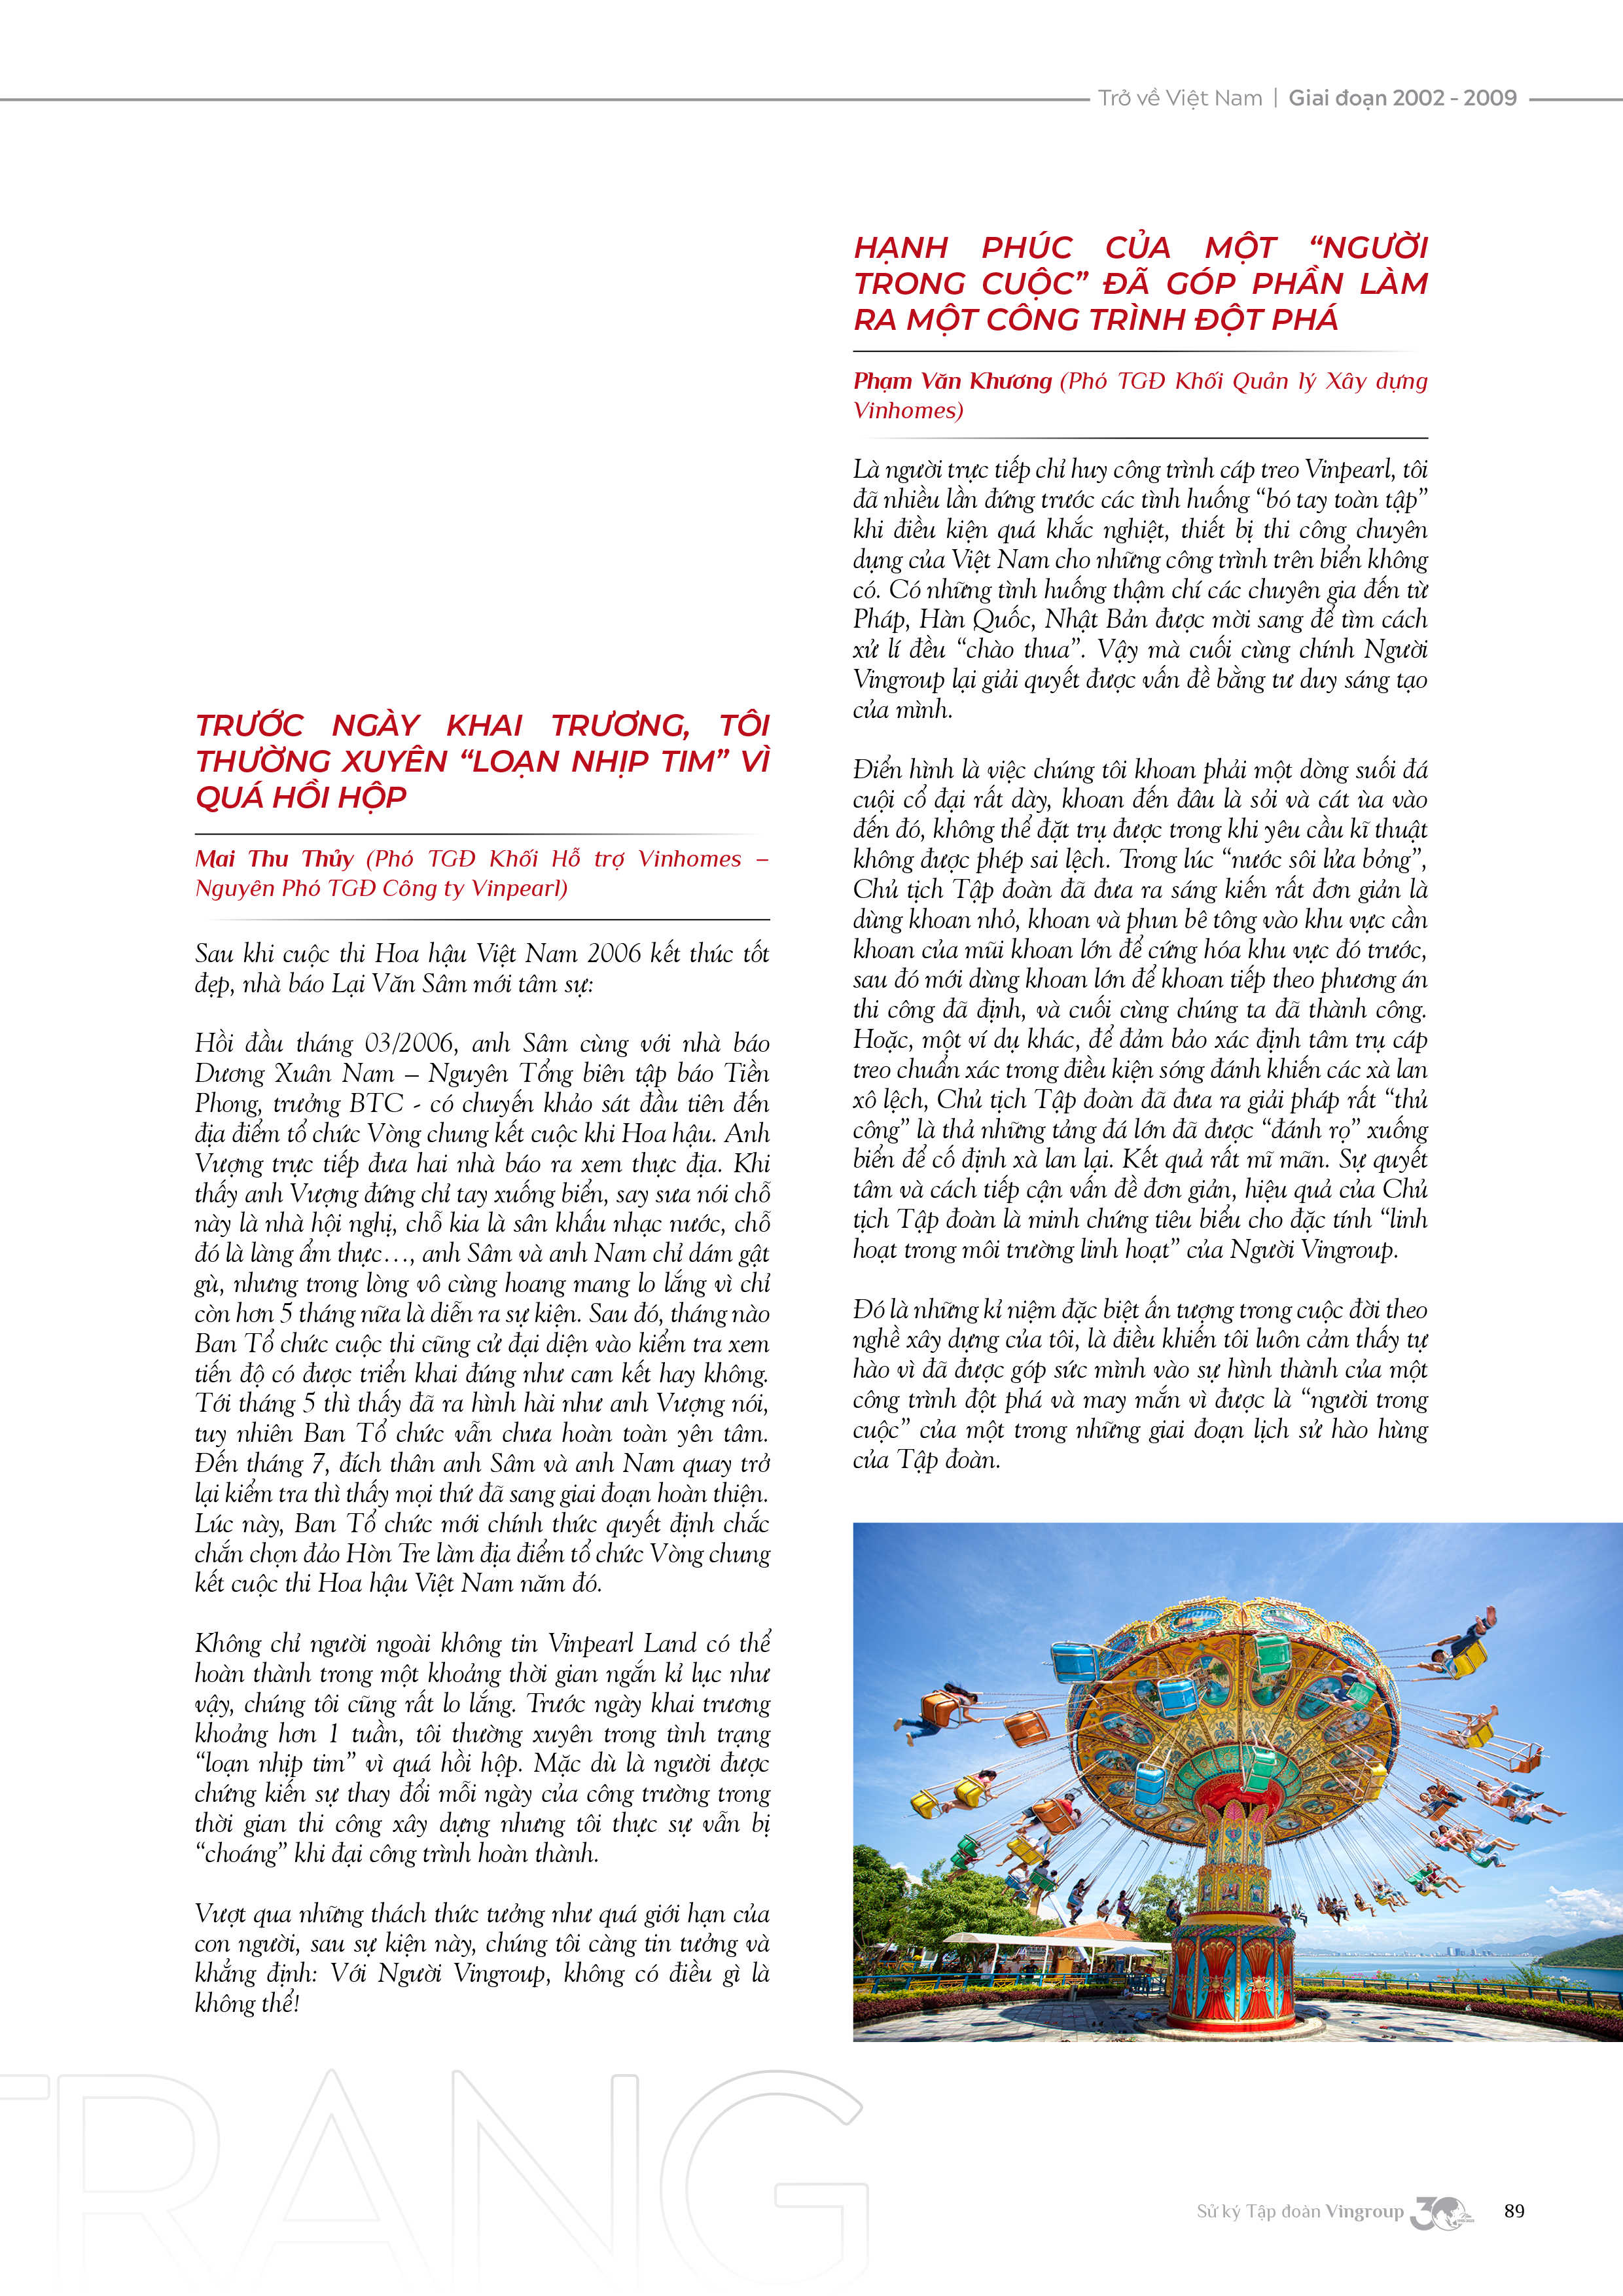 Trở về Việt Nam | Giai đoạn 2002 - 2009
TRƯỚC NGÀY KHAI TRƯƠNG, TÔI
THƯỜNG XUYÊN “LOẠN NHỊP TIM” VÌ
QUÁ HỒI HỘP
Mai Thu Thủy (Phó TGĐ Khối Hỗ trợ Vinhomes –
Nguyên Phó TGĐ Công ty Vinpearl)
Sau khi cuộc thi Hoa hậu Việt Nam 2006 kết thúc tốt
đẹp, nhà báo Lại Văn Sâm mới tâm sự:
Hồi đầu tháng 03/2006, anh Sâm cùng với nhà báo
Dương Xuân Nam – Nguyên Tổng biên tập báo Tiền
Phong, trưởng BTC - có chuyến khảo sát đầu tiên đến
địa điểm tổ chức Vòng chung kết cuộc khi Hoa hậu. Anh
Vượng trực tiếp đưa hai nhà báo ra xem thực địa. Khi
thấy anh Vượng đứng chỉ tay xuống biển, say sưa nói chỗ
này là nhà hội nghị, chỗ kia là sân khấu nhạc nước, chỗ
đó là làng ẩm thực…, anh Sâm và anh Nam chỉ dám gật
gù, nhưng trong lòng vô cùng hoang mang lo lắng vì chỉ
còn hơn 5 tháng nữa là diễn ra sự kiện. Sau đó, tháng nào
Ban Tổ chức cuộc thi cũng cử đại diện vào kiểm tra xem
tiến độ có được triển khai đúng như cam kết hay không.
Tới tháng 5 thì thấy đã ra hình hài như anh Vượng nói,
tuy nhiên Ban Tổ chức vẫn chưa hoàn toàn yên tâm.
Đến tháng 7, đích thân anh Sâm và anh Nam quay trở
lại kiểm tra thì thấy mọi thứ đã sang giai đoạn hoàn thiện.
Lúc này, Ban Tổ chức mới chính thức quyết định chắc
chắn chọn đảo Hòn Tre làm địa điểm tổ chức Vòng chung
kết cuộc thi Hoa hậu Việt Nam năm đó.
Không chỉ người ngoài không tin Vinpearl Land có thể
hoàn thành trong một khoảng thời gian ngắn kỉ lục như
vậy, chúng tôi cũng rất lo lắng. Trước ngày khai trương
khoảng hơn 1 tuần, tôi thường xuyên trong tình trạng
“loạn nhịp tim” vì quá hồi hộp. Mặc dù là người được
chứng kiến sự thay đổi mỗi ngày của công trường trong
thời gian thi công xây dựng nhưng tôi thực sự vẫn bị
“choáng” khi đại công trình hoàn thành.
Vượt qua những thách thức tưởng như quá giới hạn của
con người, sau sự kiện này, chúng tôi càng tin tưởng và
khẳng định: Với Người Vingroup, không có điều gì là
không thể!
HẠNH PHÚC CỦA MỘT “NGƯỜI
TRONG CUỘC” ĐÃ GÓP PHẦN LÀM
RA MỘT CÔNG TRÌNH ĐỘT PHÁ
Phạm Văn Khương (Phó TGĐ Khối Quản lý Xây dựng
Vinhomes)
Là người trực tiếp chỉ huy công trình cáp treo Vinpearl, tôi
đã nhiều lần đứng trước các tình huống “bó tay toàn tập”
khi điều kiện quá khắc nghiệt, thiết bị thi công chuyên
dụng của Việt Nam cho những công trình trên biển không
có. Có những tình huống thậm chí các chuyên gia đến từ
Pháp, Hàn Quốc, Nhật Bản được mời sang để tìm cách
xử lí đều “chào thua”. Vậy mà cuối cùng chính Người
Vingroup lại giải quyết được vấn đề bằng tư duy sáng tạo
của mình.
Điển hình là việc chúng tôi khoan phải một dòng suối đá
cuội cổ đại rất dày, khoan đến đâu là sỏi và cát ùa vào
đến đó, không thể đặt trụ được trong khi yêu cầu kĩ thuật
không được phép sai lệch. Trong lúc “nước sôi lửa bỏng”,
Chủ tịch Tập đoàn đã đưa ra sáng kiến rất đơn giản là
dùng khoan nhỏ, khoan và phun bê tông vào khu vực cần
khoan của mũi khoan lớn để cứng hóa khu vực đó trước,
sau đó mới dùng khoan lớn để khoan tiếp theo phương án
thi công đã định, và cuối cùng chúng ta đã thành công.
Hoặc, một ví dụ khác, để đảm bảo xác định tâm trụ cáp
treo chuẩn xác trong điều kiện sóng đánh khiến các xà lan
xô lệch, Chủ tịch Tập đoàn đã đưa ra giải pháp rất “thủ
công” là thả những tảng đá lớn đã được “đánh rọ” xuống
biển để cố định xà lan lại. Kết quả rất mĩ mãn. Sự quyết
tâm và cách tiếp cận vấn đề đơn giản, hiệu quả của Chủ
tịch Tập đoàn là minh chứng tiêu biểu cho đặc tính “linh
hoạt trong môi trường linh hoạt” của Người Vingroup.
Đó là những kỉ niệm đặc biệt ấn tượng trong cuộc đời theo
nghề xây dựng của tôi, là điều khiến tôi luôn cảm thấy tự
hào vì đã được góp sức mình vào sự hình thành của một
công trình đột phá và may mắn vì được là “người trong
cuộc” của một trong những giai đoạn lịch sử hào hùng
của Tập đoàn.
TRANG
Sử ký Tập đoàn Vingroup 30 89